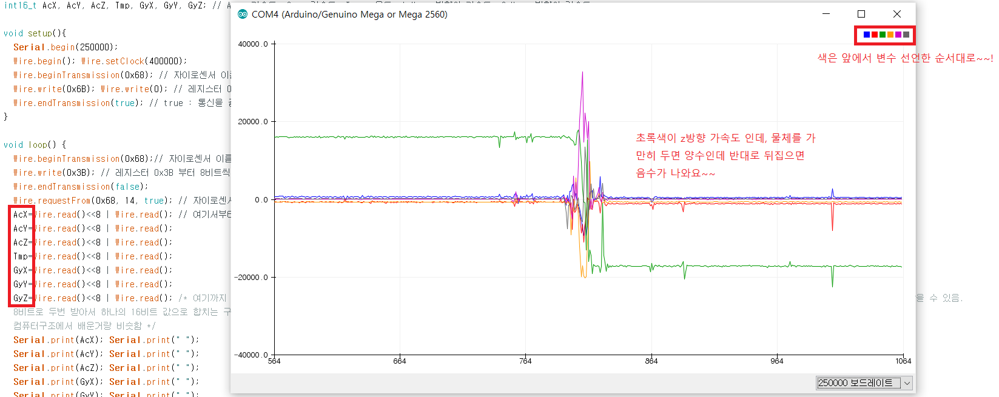 int16_t AcX, AcY, AcZ, Tmp, GyX, GyY, GyZ; //
void setup(){
Serial.begin(250000);
Wire.begin(); Wire.setClock(400000);
Wire.beginTransmission(0x68); // 자이로센서
Wire.write(0x6B); Wire.write(0); // 레지스터
Wire.endTransmission(true); // true : 통신을
}
void loop() {
Wire.beginTransmission(0x68);// 자이로센서
Wire.write(0x3B); // 레지스터 0x3B 부터 8비트씩
Wire.endTransmission(false);
Wire.requestFrom(0x68, 14, true); // 자이로센서
AcX=Wire.read()<<8 | Wire.read(); // 여기서부터
AcY=Wire.read()<<8 | Wire.read();
AcZ=Wire.read()<<8 | Wire.read();
Tmp=Wire.read()<<8 | Wire.read();
GyX=Wire.read()<<8 | Wire.read();
GyY=Wire.read()<<8 | Wire.read();
GyZ=Wire.read()<<8 | Wire.read(); /* 여기까지
수 있음.
8비트로 두번 받아서 하나의 16비트 값으로 합치는
컴퓨터구조에서 배운거랑 비슷함 */
Serial.print(AcX); Serial.print(" ");
Serial.print(AcY); Serial.print(" ");
Serial.print(AcZ); Serial.print(" ");
Serial.print(GyX); Serial.print(" ");
Serial.print(GyY); Serial.print(" ");
COM4 (Arduino/Genuino Mega or Mega 2560)
색은 앞에서 변수 선언한 순서대로~~!
40000.0
20000.0
0.0
-20000.0
-40000.0
초록색이 z방향 가속도 인데, 물체를 가
만히 두면 양수인데 반대로 뒤집으면
음수가 나와요~~
564 664 764 864 964 1064
250000 보드레이트